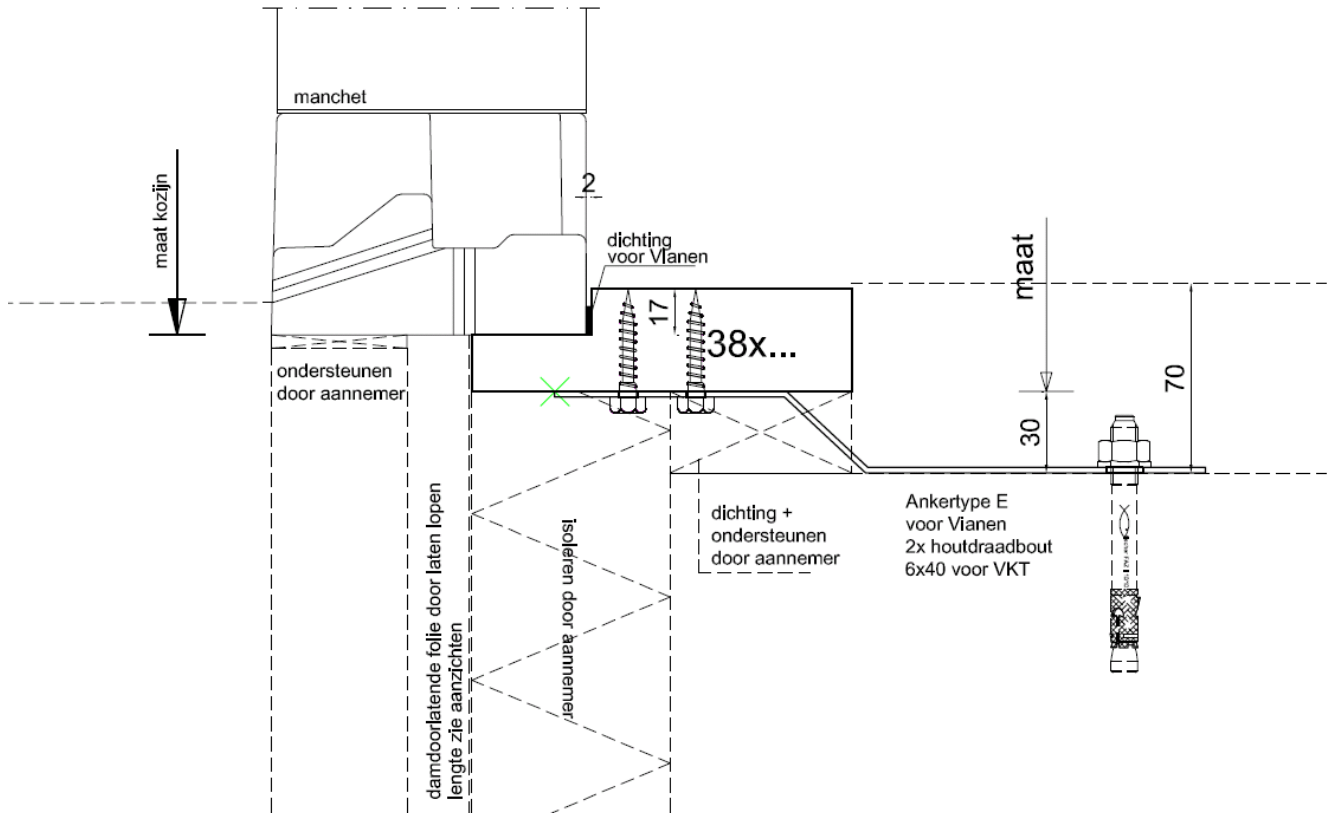 manchet
maat kozijn
2
dichting
voor Vianen
17
38x...
maat
70
30
ondersteunen
door aannemer
damdoorlatende folie door laten lopen
lengte zie aanzichten
isoleren door aannemer
dichting +
ondersteunen
door aannemer
Ankertype E
voor Vianen
2x houtdraadbout
6x40 voor VKT